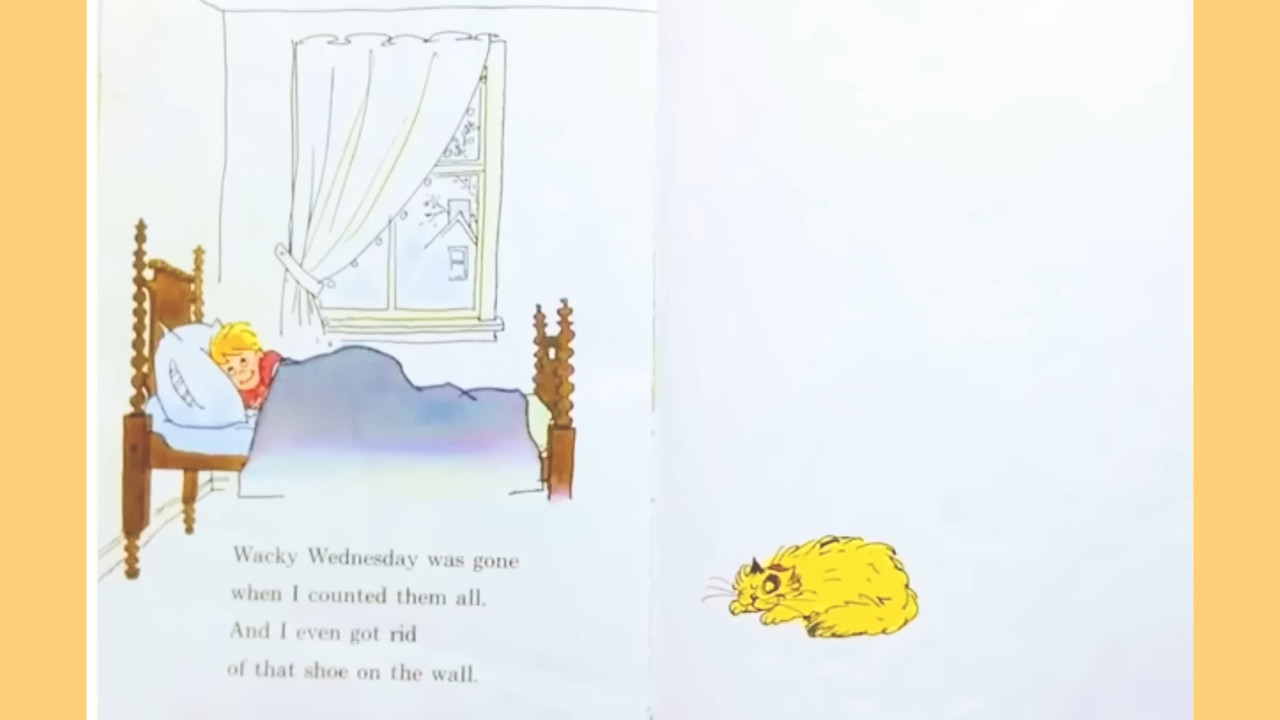 Wacky Wednesday was gone
when I counted them all.
And I even got rid
of that shoe on the wall.